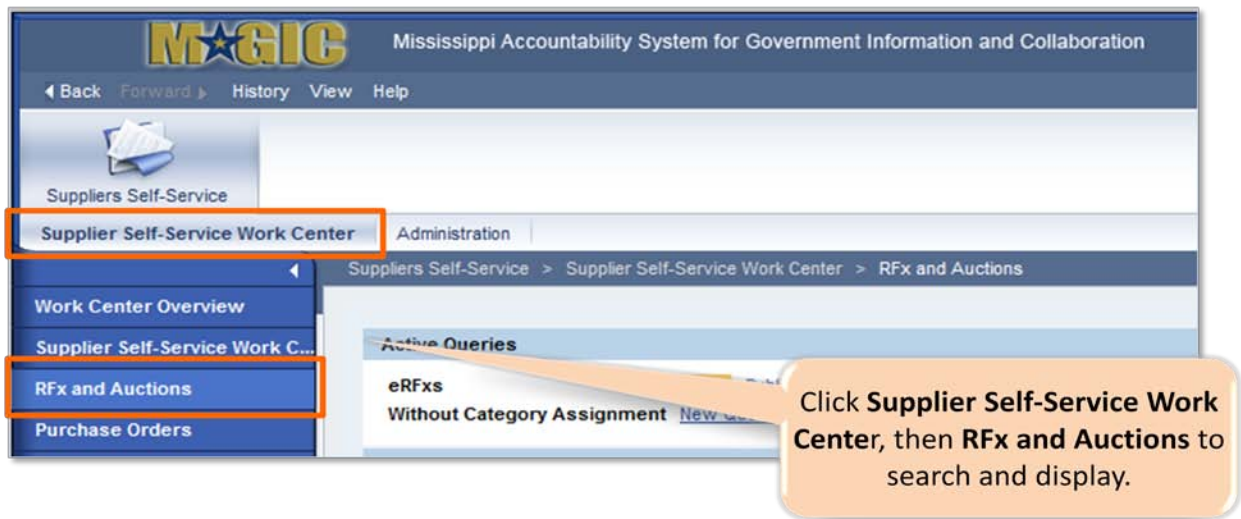 M★GIC Mississippi Accountability System for Government Information and Collaboration
Back Forward History View Help
Suppliers Self-Service
Supplier Self-Service Work Center Administration
Suppliers Self-Service > Supplier Self-Service Work Center > RFx and Auctions
Work Center Overview
Supplier Self-Service Work C...
Active Queries
RFx and Auctions
eRFxs
Without Category Assignment New
Purchase Orders
Click Supplier Self-Service Work
Center, then RFx and Auctions to
search and display.